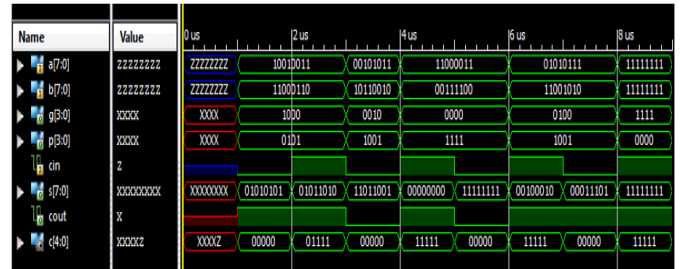 Name Value 0 us 2 us 4 us 6 us 8 us
a[7:0] ZZZZZZZZ ZZZZZZZZ 10010011 00101011 11000011 01010111 11111111
b[7:0] ZZZZZZZZ ZZZZZZZZ 11000110 10110010 00111100 11001010 11111111
g[3:0] XXXX XXXX 1000 0010 0000 0100 1111
p[3:0] XXXX XXXX 0101 1001 1111 1001 0000
cin Z
s[7:0] XXXXXXXX XXXXXXXX 01010101 01011010 11011001 00000000 11111111 00100010 00011101 11111111
cout X
c[4:0] XXXXZ XXXXZ 00000 01111 00000 11111 00000 11111 00000 11111